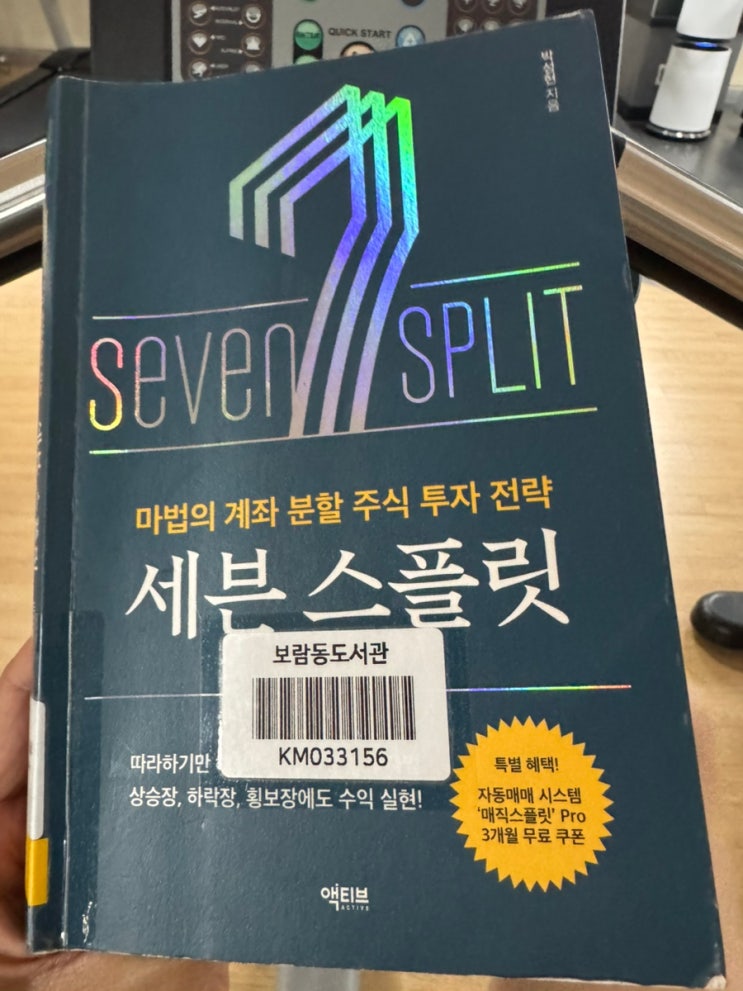 QUICK START
박성현 지음
SEVEN SPLIT
마법의 계좌 분할 주식 투자 전략
세븐 스플릿
보람동도서관
KM033156
따라하기만
상승장, 하락장, 횡보장에도 수익 실현!
특별 혜택!
자동매매 시스템
‘매직스플릿’ Pro
3개월 무료 쿠폰
액티브
ACTIVE